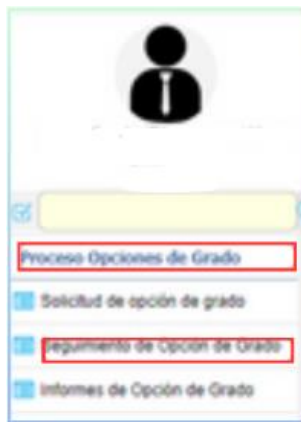 Proceso Opciones de Grado
Solicitud de opción de grado
Seguimiento de Opción de Grado
Informes de Opción de Grado